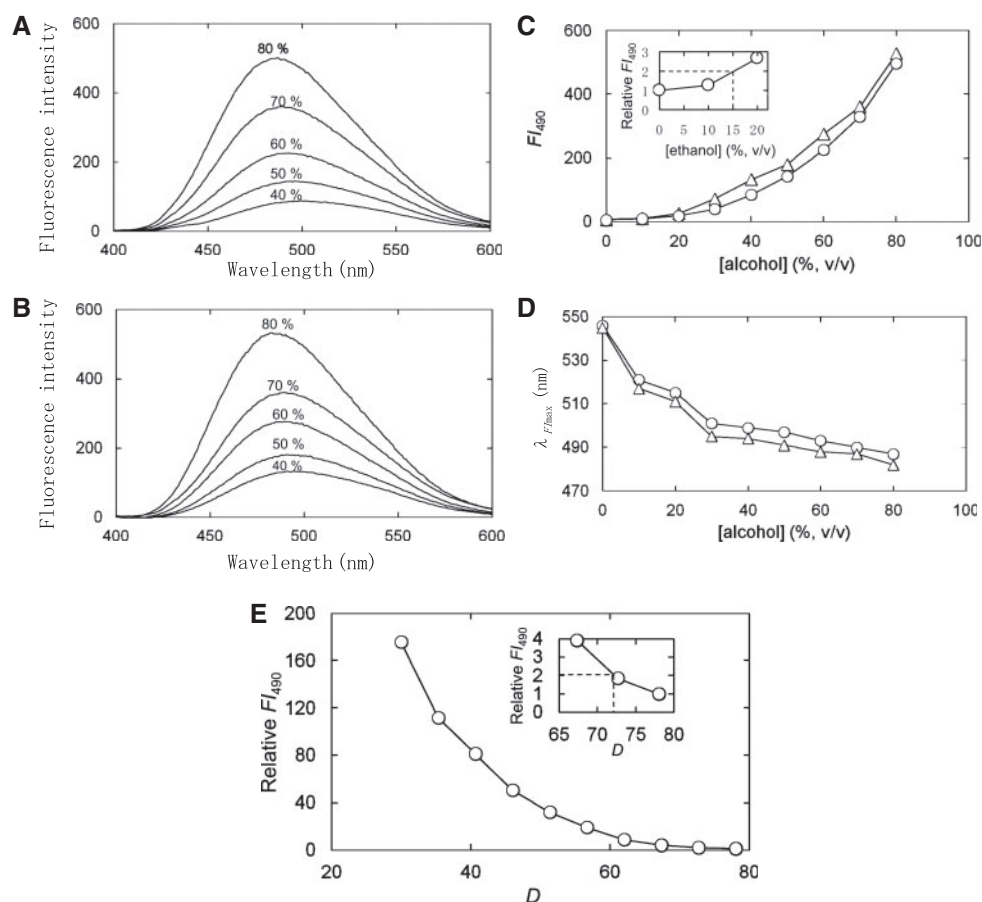 A
Fluorescence intensity
600
400
200
0
80 %
70 %
60 %
50 %
40 %
400 450 500 550 600
Wavelength (nm)
B
Fluorescence intensity
600
400
200
0
80 %
70 %
60 %
50 %
40 %
400 450 500 550 600
Wavelength (nm)
C
FI490
600
400
200
0
Relative FI490
3
2
1
0
0 5 10 15 20
[ethanol] (%, v/v)
0 20 40 60 80 100
[alcohol] (%, v/v)
D
λ FImax (nm)
550
530
510
490
470
0 20 40 60 80 100
[alcohol] (%, v/v)
E
Relative FI490
200
160
120
80
40
0
Relative FI490
4
3
2
1
0
65 70 75 80
D
20 40 60 80
D